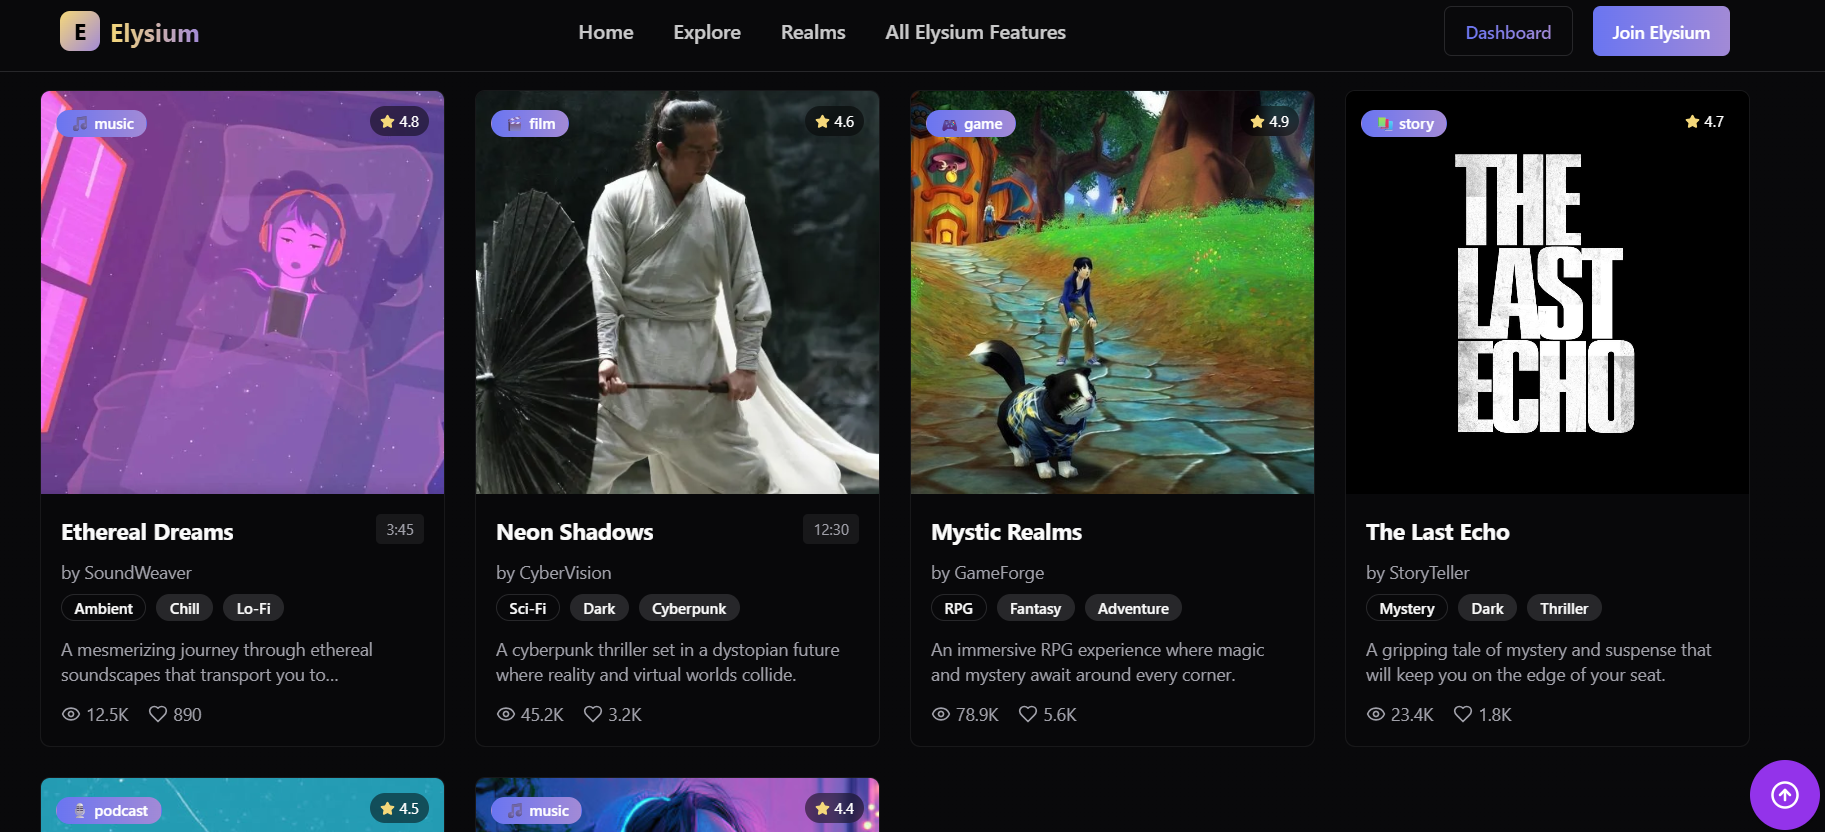 E Elysium Home Explore Realms All Elysium Features Dashboard Join Elysium
music 4.8
film 4.6
game 4.9
story 4.7
THE
LAST
ECHO
Ethereal Dreams 3:45
by SoundWeaver
Ambient Chill Lo-Fi
A mesmerizing journey through ethereal
soundscapes that transport you to...
12.5K 890
Neon Shadows 12:30
by CyberVision
Sci-Fi Dark Cyberpunk
A cyberpunk thriller set in a dystopian future
where reality and virtual worlds collide.
45.2K 3.2K
Mystic Realms
by GameForge
RPG Fantasy Adventure
An immersive RPG experience where magic
and mystery await around every corner.
78.9K 5.6K
The Last Echo
by StoryTeller
Mystery Dark Thriller
A gripping tale of mystery and suspense that
will keep you on the edge of your seat.
23.4K 1.8K
podcast 4.5
music 4.4